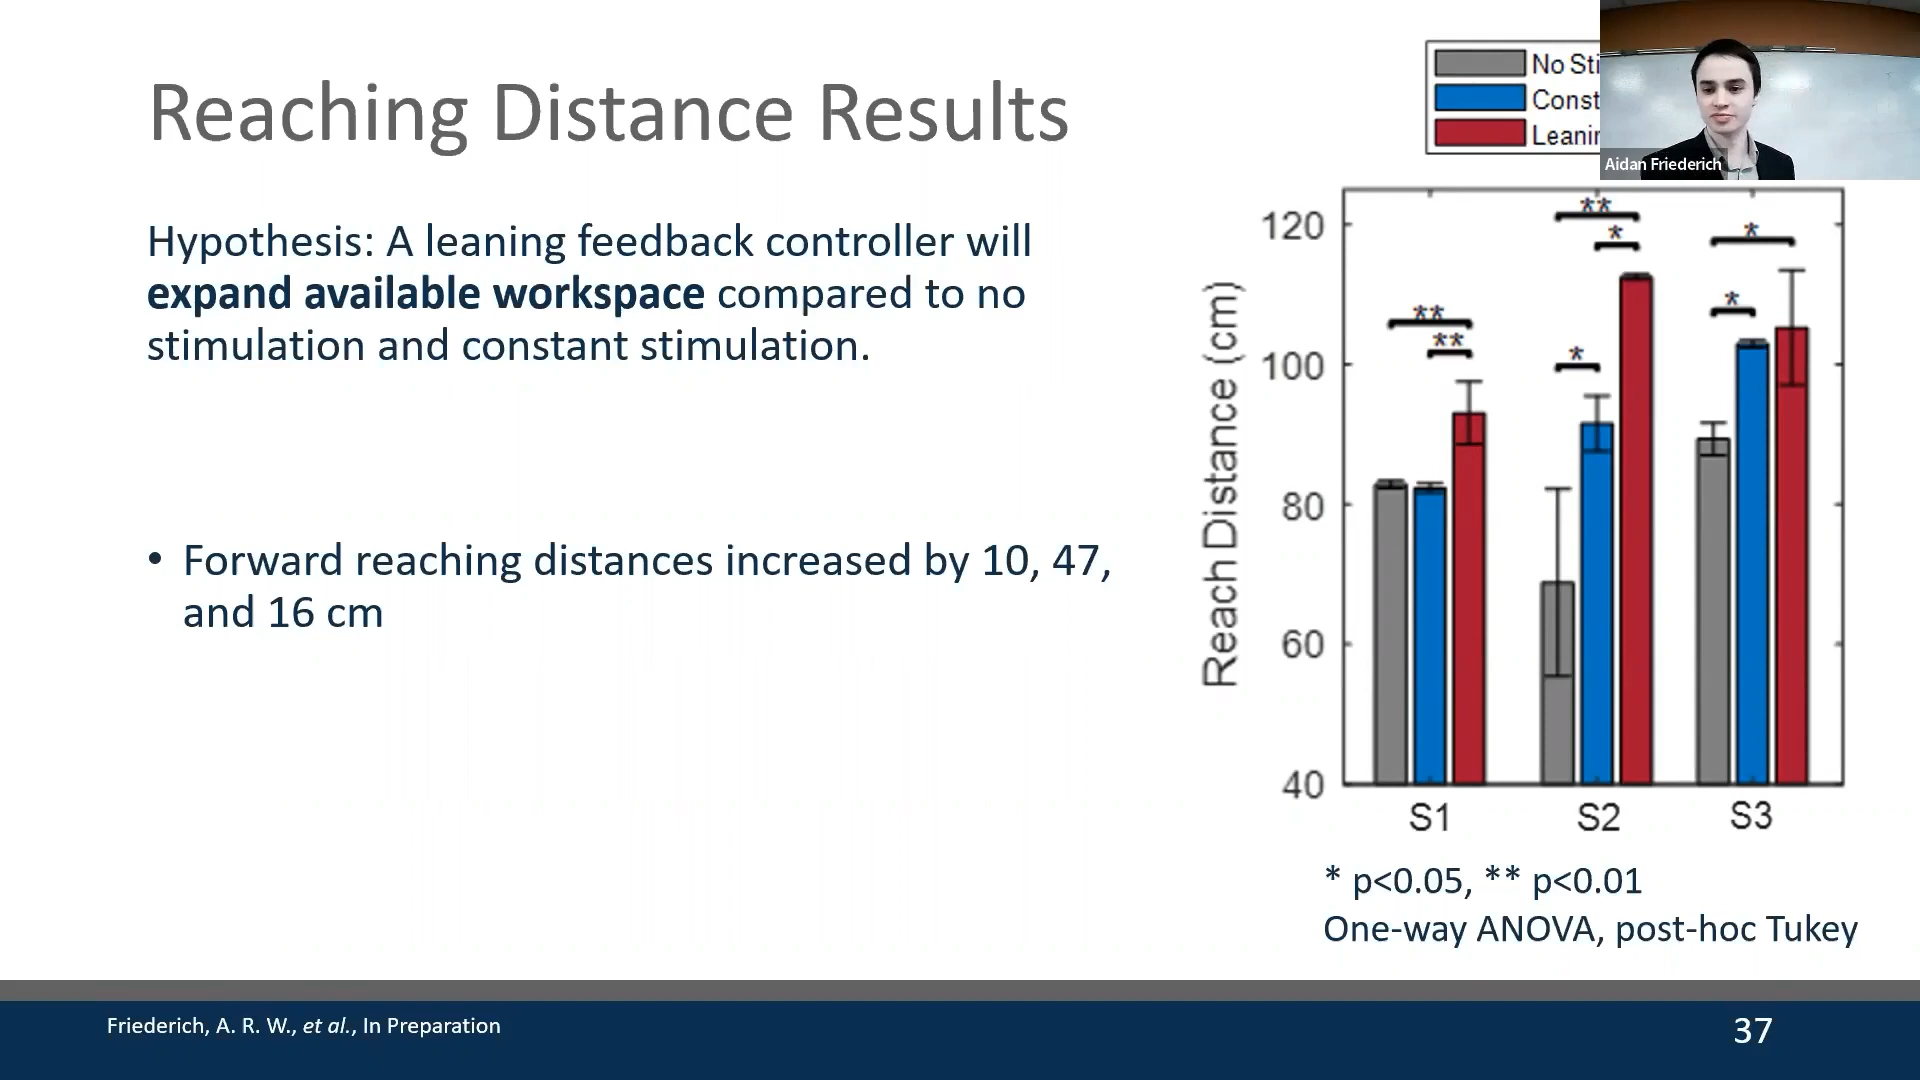 Reaching Distance Results
Hypothesis: A leaning feedback controller will
expand available workspace compared to no
stimulation and constant stimulation.
• Forward reaching distances increased by 10, 47,
and 16 cm
No Sti
Const
Leanin
Aidan Friederich
Reach Distance (cm)
120
100
80
60
40
**
*
*
**
**
*
*
S1 S2 S3
* p<0.05, ** p<0.01
One-way ANOVA, post-hoc Tukey
Friederich, A. R. W., et al., In Preparation
37